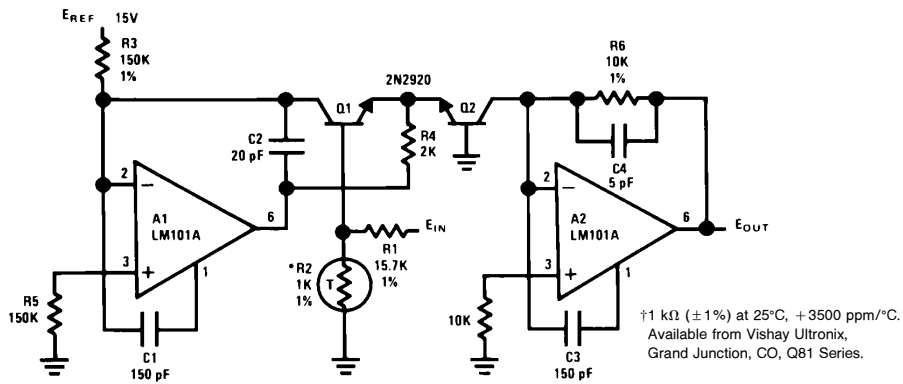 EREF 15V
R3
150K
1%
2N2920
Q1
Q2
R6
10K
1%
C2
20 pF
R4
2K
C4
5 pF
2
−
A1
LM101A
6
3
+
1
R5
150K
C1
150 pF
EIN
R1
15.7K
1%
*R2
1K
1%
T
2
−
A2
LM101A
6
EOUT
3
+
1
10K
C3
150 pF
†1 kΩ (±1%) at 25°C, +3500 ppm/°C.
Available from Vishay Ultronix,
Grand Junction, CO, Q81 Series.